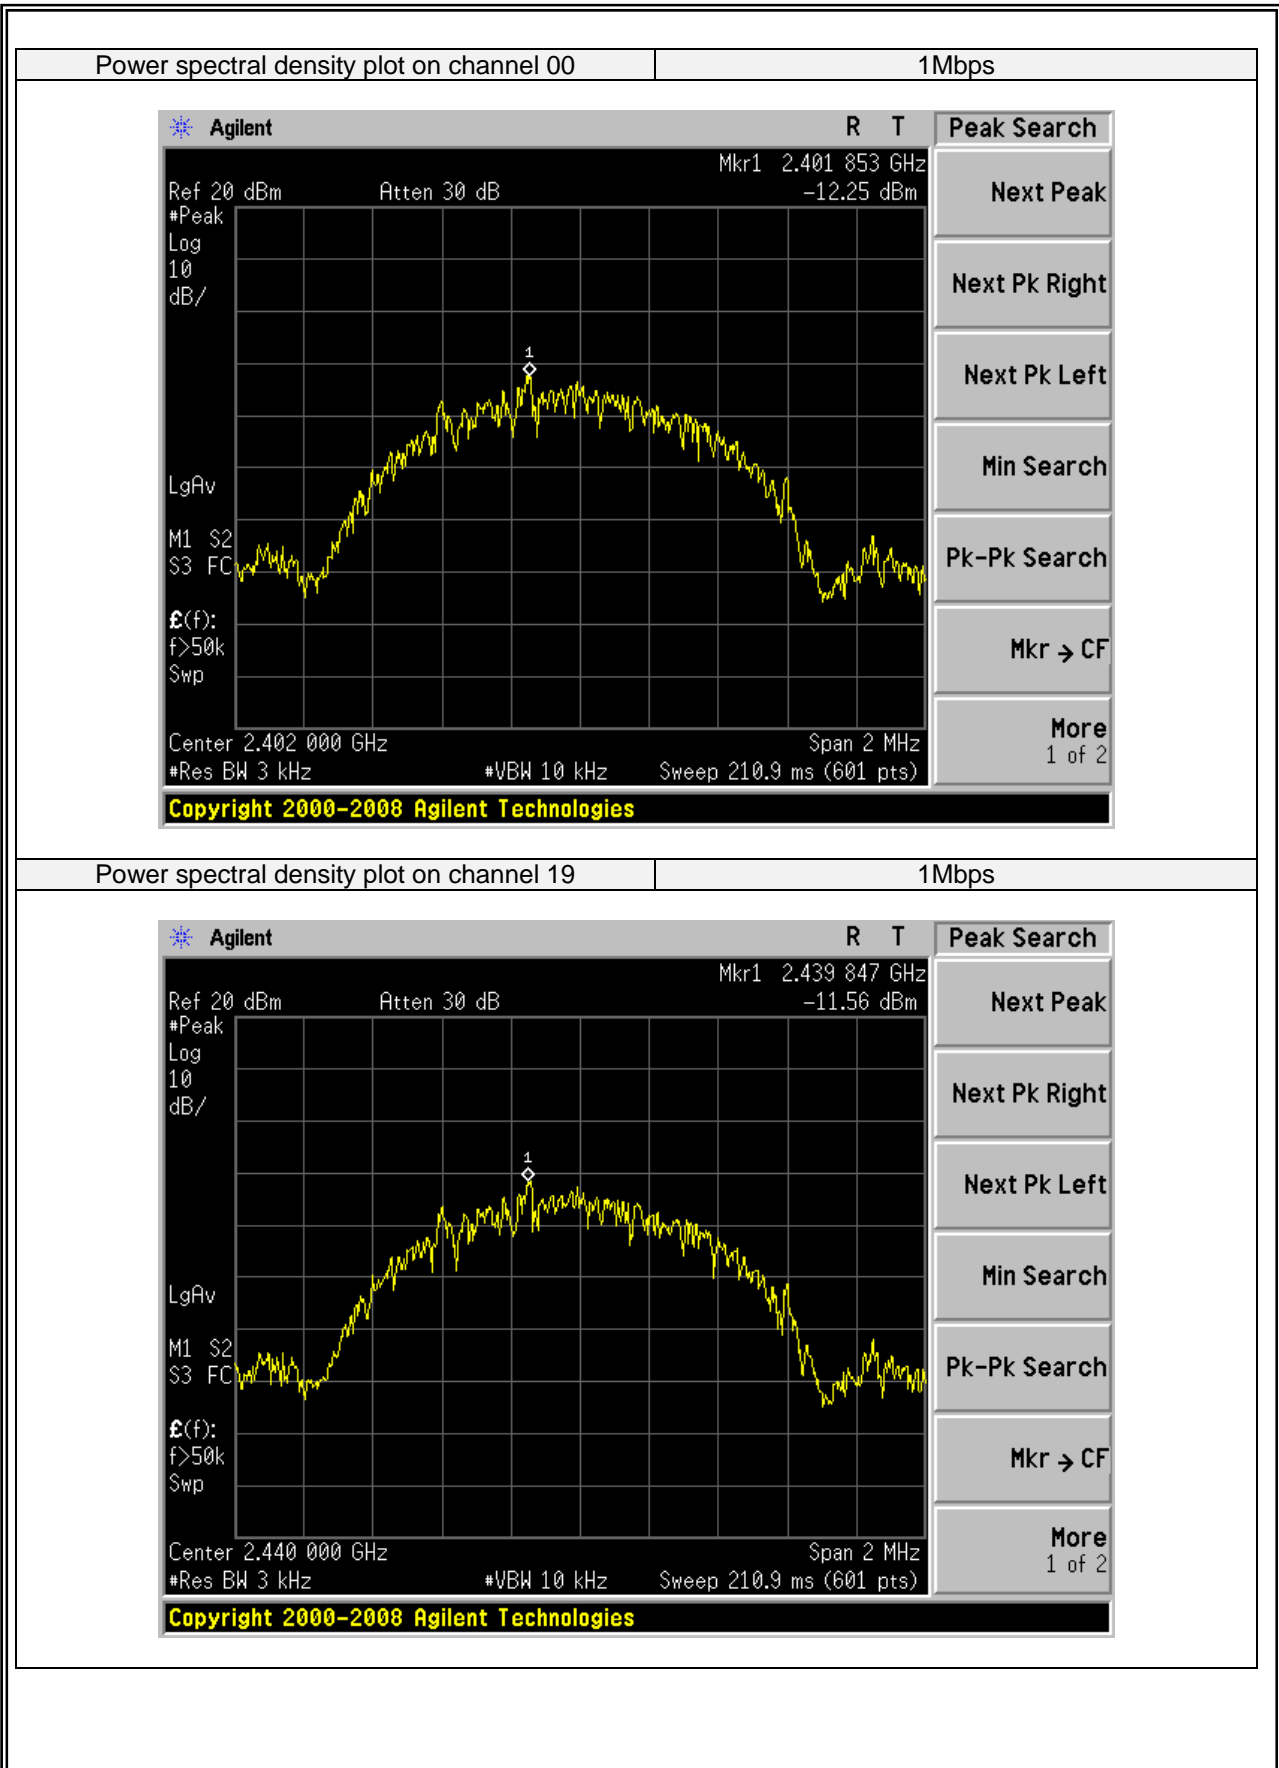 Power spectral density plot on channel 00 1Mbps
Agilent R T Peak Search
Mkr1 2.401 853 GHz
Ref 20 dBm Atten 30 dB -12.25 dBm
Next Peak
#Peak
Log
10
dB/
Next Pk Right
1
Next Pk Left
Min Search
LgAv
M1 S2
S3 FC
Pk-Pk Search
£(f):
f>50k
Swp
Mkr → CF
More
1 of 2
Center 2.402 000 GHz Span 2 MHz
#Res BW 3 kHz #VBW 10 kHz Sweep 210.9 ms (601 pts)
Copyright 2000-2008 Agilent Technologies
Power spectral density plot on channel 19 1Mbps
Agilent R T Peak Search
Mkr1 2.439 847 GHz
Ref 20 dBm Atten 30 dB -11.56 dBm
Next Peak
#Peak
Log
10
dB/
Next Pk Right
1
Next Pk Left
Min Search
LgAv
M1 S2
S3 FC
Pk-Pk Search
£(f):
f>50k
Swp
Mkr → CF
More
1 of 2
Center 2.440 000 GHz Span 2 MHz
#Res BW 3 kHz #VBW 10 kHz Sweep 210.9 ms (601 pts)
Copyright 2000-2008 Agilent Technologies